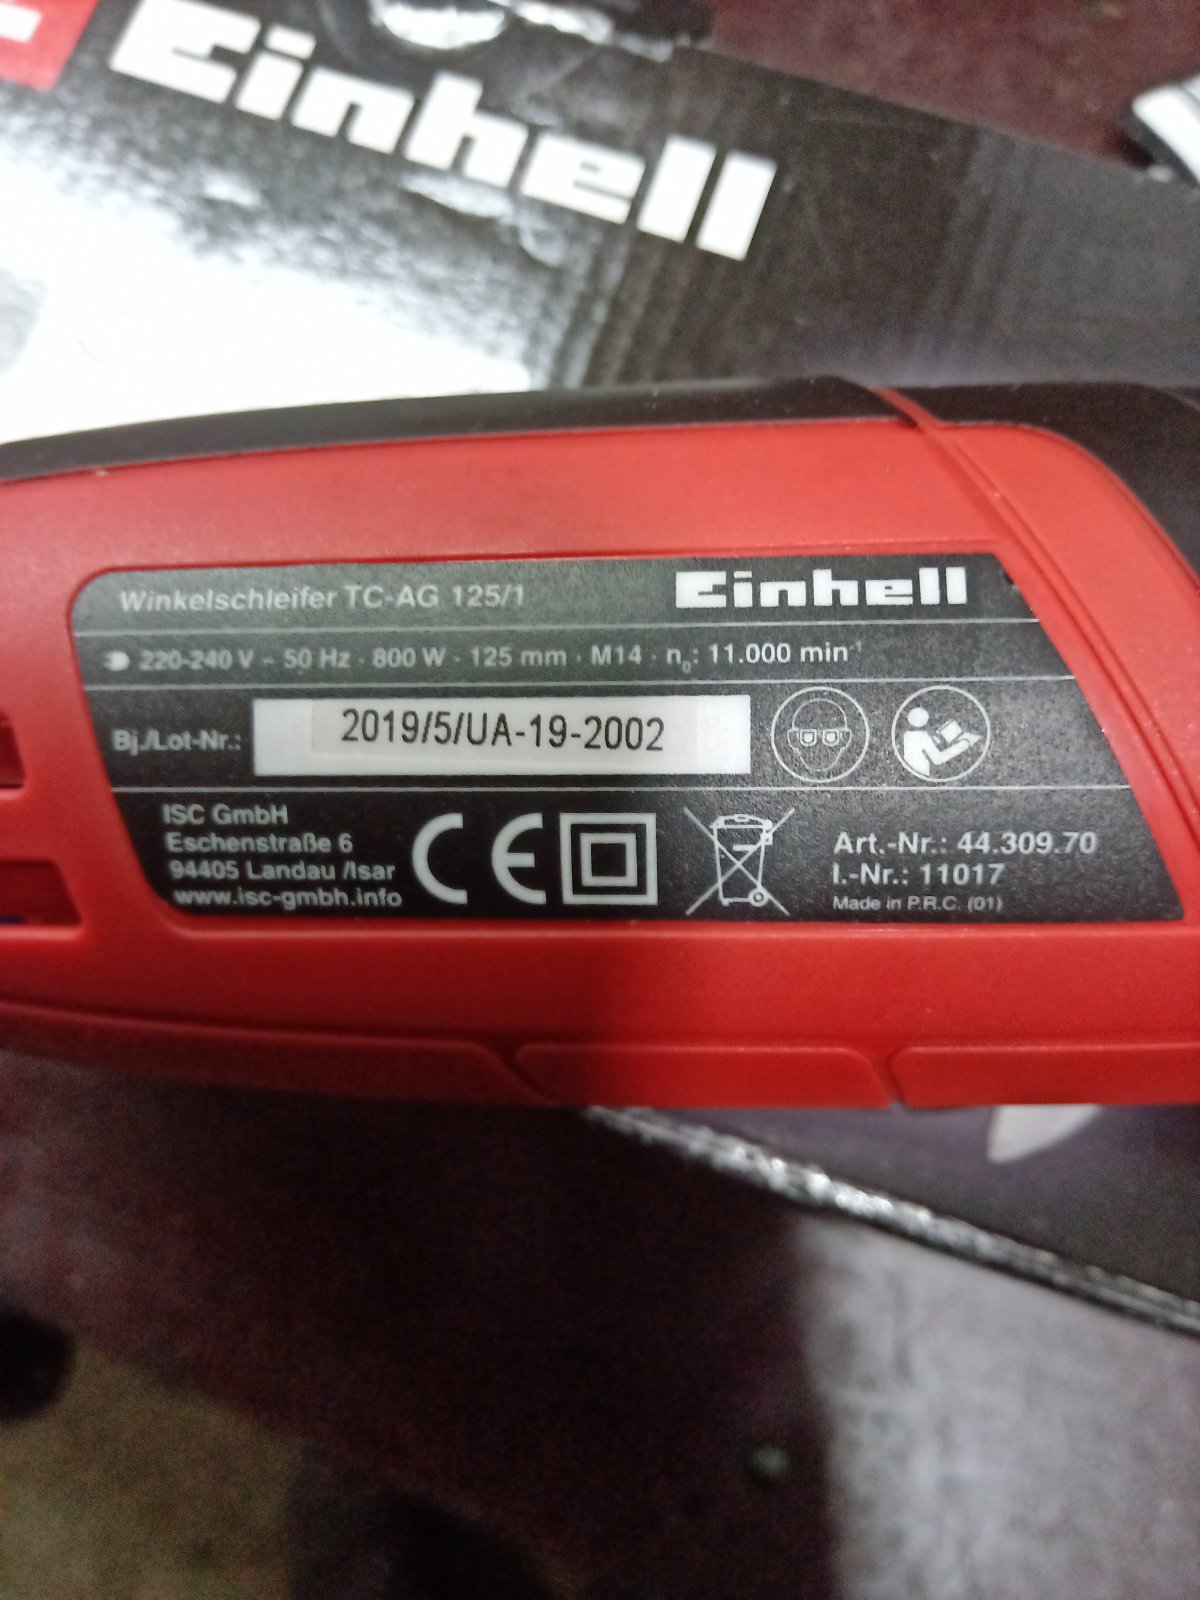 Einhell
Winkelschleifer TC-AG 125/1
Einhell
220-240 V ~ 50 Hz · 800 W · 125 mm · M14 · n₀: 11.000 min⁻¹
Bj./Lot-Nr.: 2019/5/UA-19-2002
ISC GmbH
Eschenstraße 6
94405 Landau /Isar
www.isc-gmbh.info
CE
Art.-Nr.: 44.309.70
I.-Nr.: 11017
Made in P.R.C. (01)